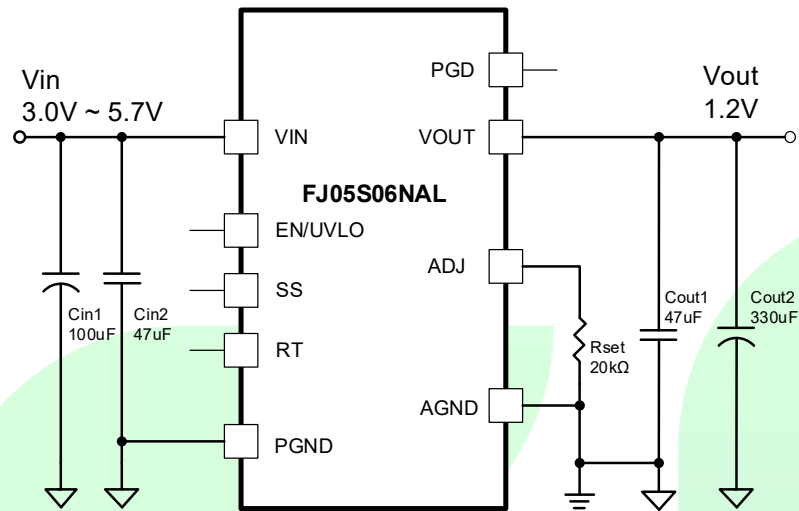 Vin
3.0V ~ 5.7V
PGD
Vout
1.2V
VIN
VOUT
FJ05S06NAL
EN/UVLO
ADJ
SS
Cin1
100uF
Cin2
47uF
Cout1
47uF
Cout2
330uF
RT
Rset
20kΩ
AGND
PGND